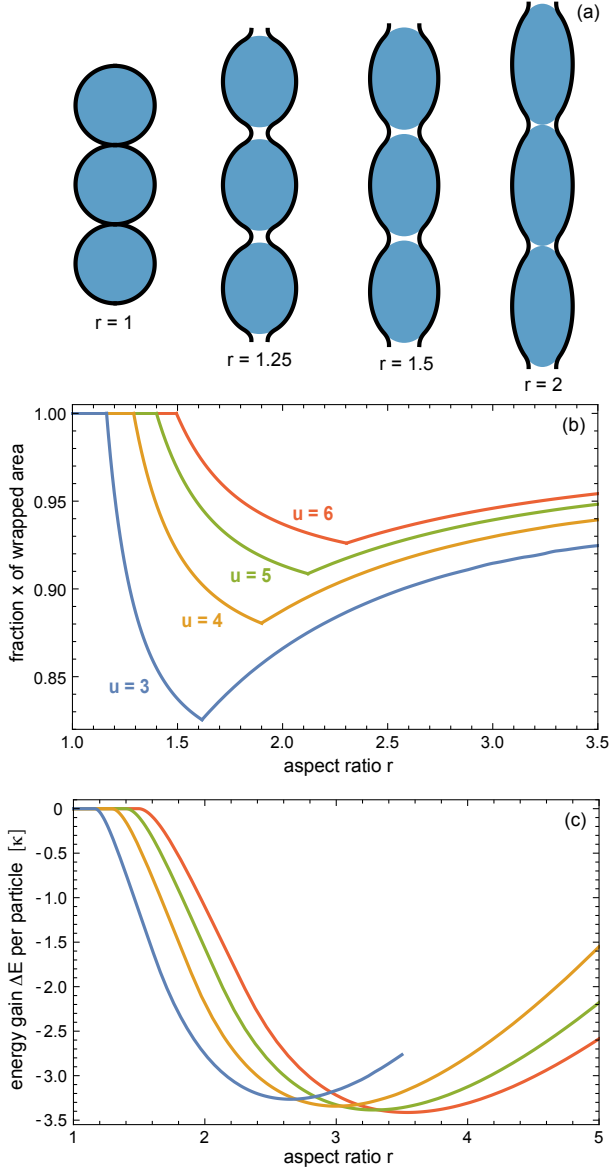 (a)
r = 1
r = 1.25
r = 1.5
r = 2
(b)
1.00
0.95
0.90
0.85
fraction x of wrapped area
u = 6
u = 5
u = 4
u = 3
1.0 1.5 2.0 2.5 3.0 3.5
aspect ratio r
(c)
0
-0.5
-1.0
-1.5
-2.0
-2.5
-3.0
-3.5
energy gain ΔE per particle [κ]
1 2 3 4 5
aspect ratio r